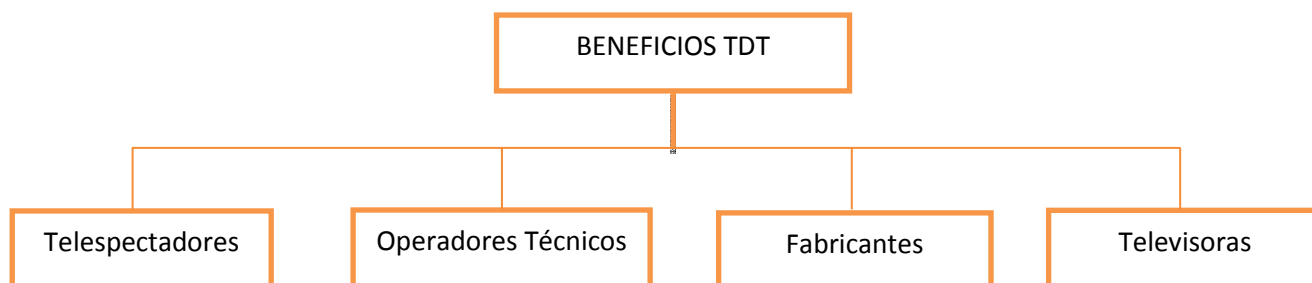 BENEFICIOS TDT
Telespectadores
Operadores Técnicos
Fabricantes
Televisoras